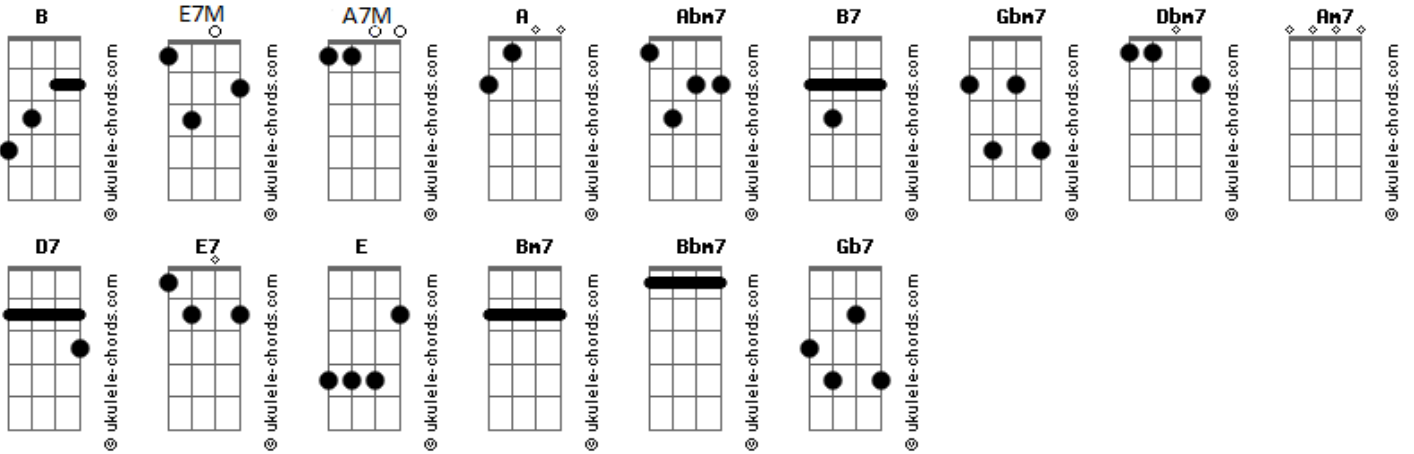 B E7M A7M A Abm7 B7 Gbm7 Dbm7 Am7
© ukulele-chords.com © ukulele-chords.com © ukulele-chords.com © ukulele-chords.com © ukulele-chords.com © ukulele-chords.com © ukulele-chords.com © ukulele-chords.com © ukulele-chords.com
D7 E7 E Bm7 Bbm7 Gb7
© ukulele-chords.com © ukulele-chords.com © ukulele-chords.com © ukulele-chords.com © ukulele-chords.com © ukulele-chords.com